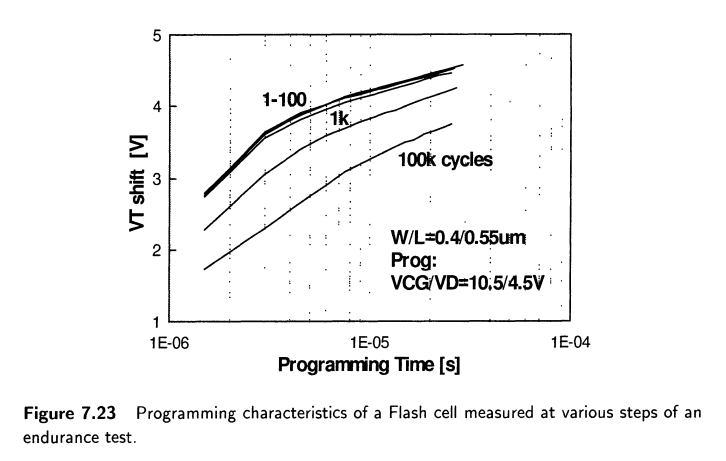 5
4
3
2
1
VT shift [V]
1-100
1k
100k cycles
W/L=0.4/0.55um
Prog:
VCG/VD=10.5/4.5V
1E-06
1E-05
1E-04
Programming Time [s]
Figure 7.23 Programming characteristics of a Flash cell measured at various steps of an
endurance test.